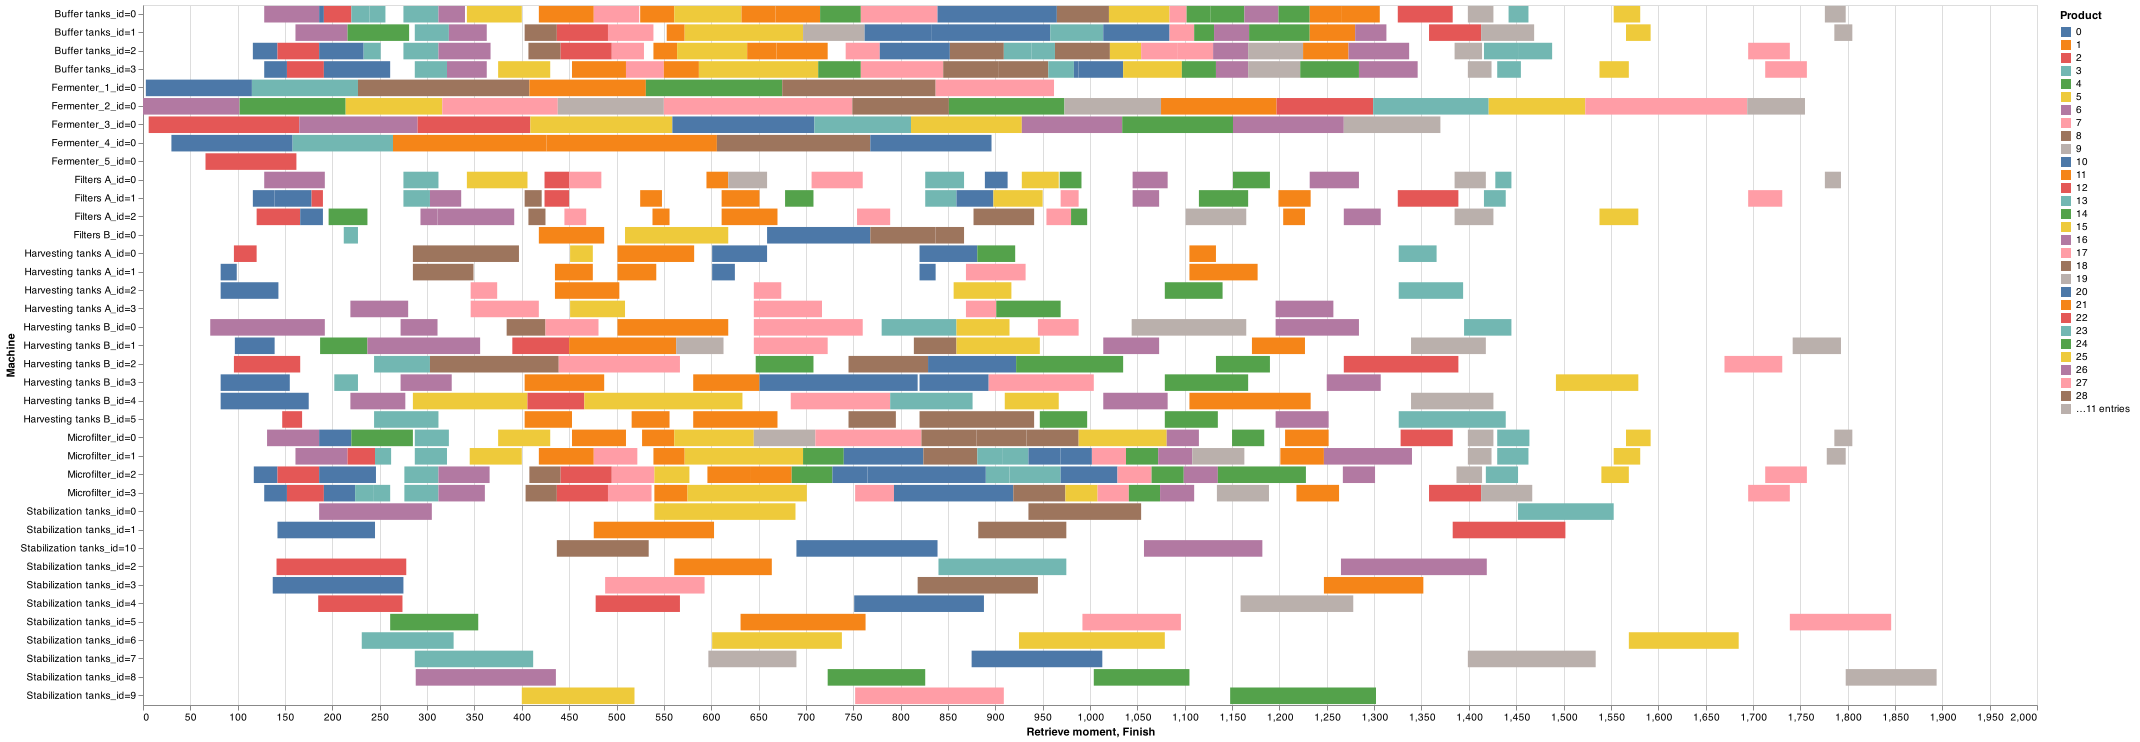 Machine
Buffer tanks_id=0
Buffer tanks_id=1
Buffer tanks_id=2
Buffer tanks_id=3
Fermenter_1_id=0
Fermenter_2_id=0
Fermenter_3_id=0
Fermenter_4_id=0
Fermenter_5_id=0
Filters A_id=0
Filters A_id=1
Filters A_id=2
Filters B_id=0
Harvesting tanks A_id=0
Harvesting tanks A_id=1
Harvesting tanks A_id=2
Harvesting tanks A_id=3
Harvesting tanks B_id=0
Harvesting tanks B_id=1
Harvesting tanks B_id=2
Harvesting tanks B_id=3
Harvesting tanks B_id=4
Harvesting tanks B_id=5
Microfilter_id=0
Microfilter_id=1
Microfilter_id=2
Microfilter_id=3
Stabilization tanks_id=0
Stabilization tanks_id=1
Stabilization tanks_id=10
Stabilization tanks_id=2
Stabilization tanks_id=3
Stabilization tanks_id=4
Stabilization tanks_id=5
Stabilization tanks_id=6
Stabilization tanks_id=7
Stabilization tanks_id=8
Stabilization tanks_id=9
0 50 100 150 200 250 300 350 400 450 500 550 600 650 700 750 800 850 900 950 1,000 1,050 1,100 1,150 1,200 1,250 1,300 1,350 1,400 1,450 1,500 1,550 1,600 1,650 1,700 1,750 1,800 1,850 1,900 1,950 2,000
Retrieve moment, Finish
Product
0
1
2
3
4
5
6
7
8
9
10
11
12
13
14
15
16
17
18
19
20
21
22
23
24
25
26
27
28
…11 entries